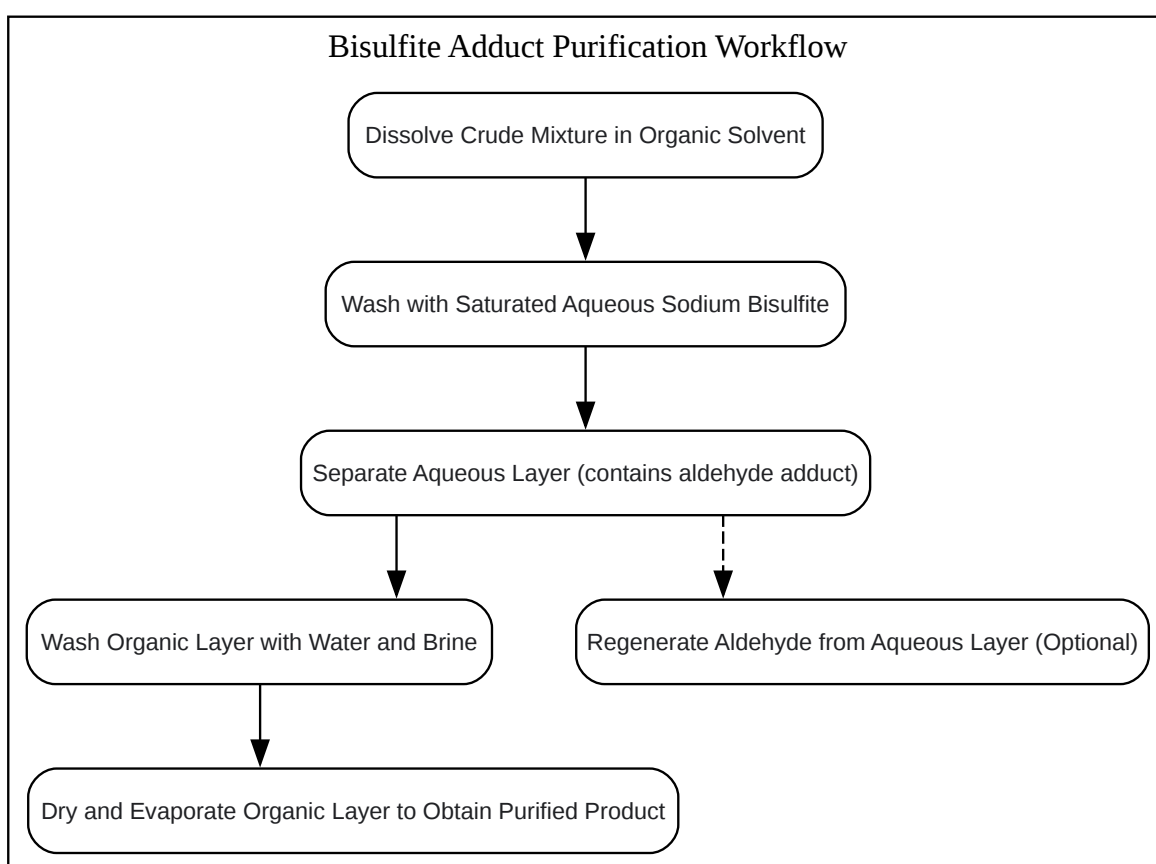 Bisulfite Adduct Purification Workflow
Dissolve Crude Mixture in Organic Solvent
Wash with Saturated Aqueous Sodium Bisulfite
Separate Aqueous Layer (contains aldehyde adduct)
Wash Organic Layer with Water and Brine
Regenerate Aldehyde from Aqueous Layer (Optional)
Dry and Evaporate Organic Layer to Obtain Purified Product